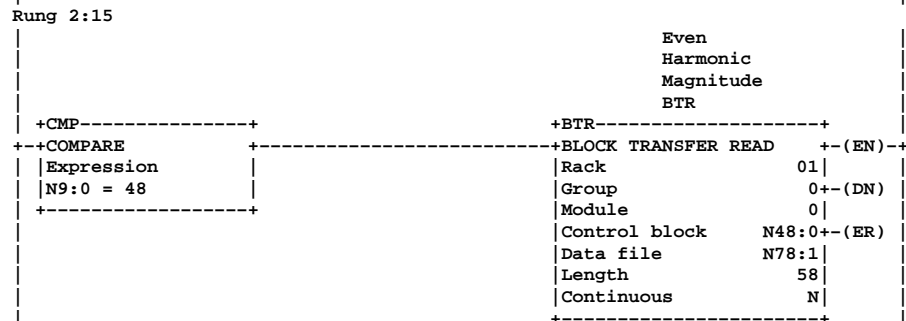 Rung 2:15
Even
Harmonic
Magnitude
BTR
+CMP---------------+ +BTR--------------------+
+-+COMPARE +--------------------------+BLOCK TRANSFER READ +-(EN)-+
|Expression | |Rack 01|
|N9:0 = 48 | |Group 0+-(DN)
+------------------+ |Module 0|
|Control block N48:0+-(ER)
|Data file N78:1|
|Length 58|
|Continuous N|
+-----------------------+